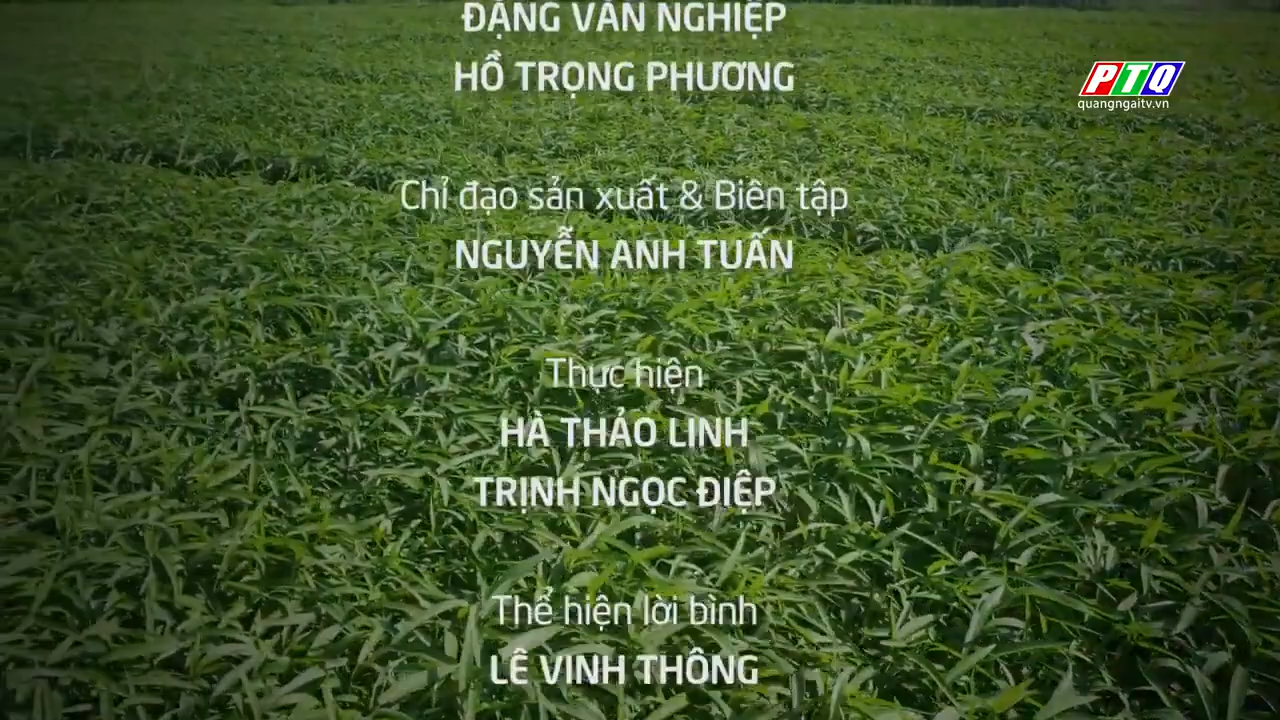 ĐẶNG VĂN NGHIỆP
HỒ TRỌNG PHƯƠNG
PTQ
quangngaitv.vn
Chỉ đạo sản xuất & Biên tập
NGUYỄN ANH TUẤN
Thực hiện
HÀ THẢO LINH
TRỊNH NGỌC ĐIỆP
Thể hiện lời bình
LÊ VINH THÔNG